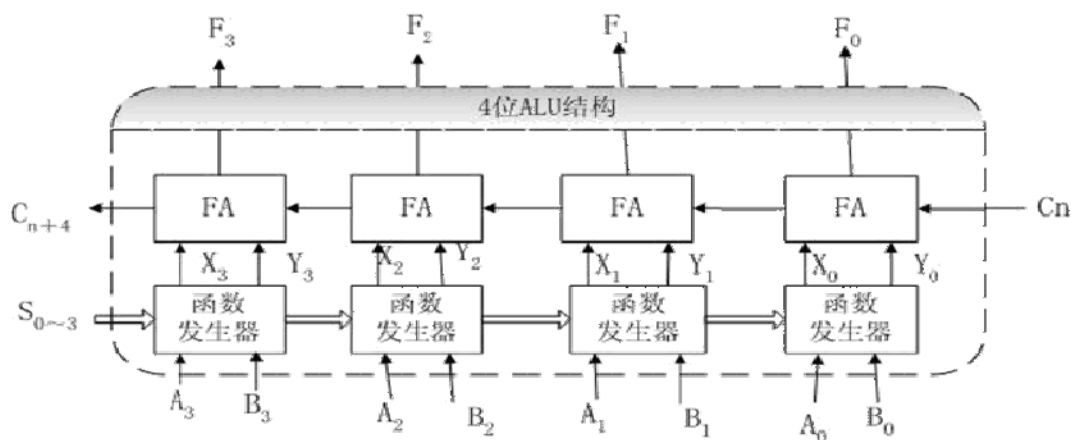 F₃ F₂ F₁ F₀
4位ALU结构
FA FA FA FA
Cₙ₊₄ Cn
X₃ Y₃ X₂ Y₂ X₁ Y₁ X₀ Y₀
S₀~₃
函数 函数 函数 函数
发生器 发生器 发生器 发生器
A₃ B₃ A₂ B₂ A₁ B₁ A₀ B₀